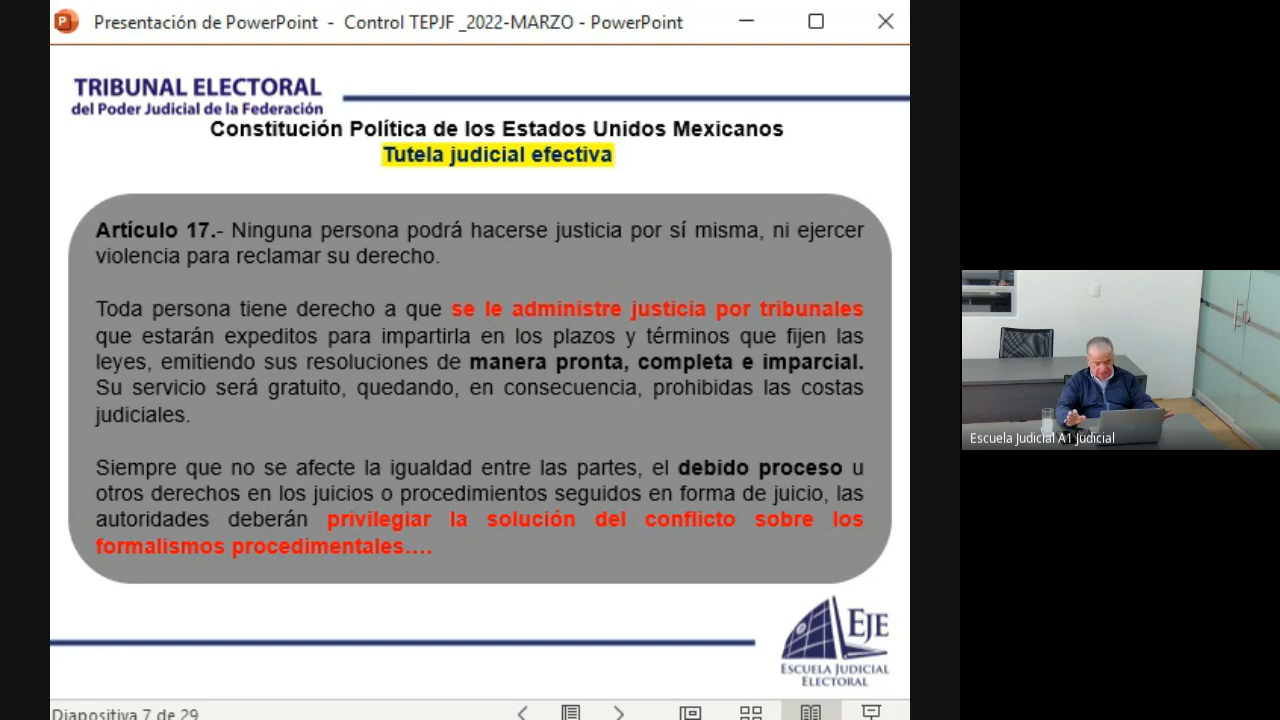 Presentación de PowerPoint - Control TEPJF _2022-MARZO - PowerPoint
TRIBUNAL ELECTORAL
del Poder Judicial de la Federación
Constitución Política de los Estados Unidos Mexicanos
Tutela judicial efectiva
Artículo 17.- Ninguna persona podrá hacerse justicia por sí misma, ni ejercer
violencia para reclamar su derecho.
Toda persona tiene derecho a que se le administre justicia por tribunales
que estarán expeditos para impartirla en los plazos y términos que fijen las
leyes, emitiendo sus resoluciones de manera pronta, completa e imparcial.
Su servicio será gratuito, quedando, en consecuencia, prohibidas las costas
judiciales.
Siempre que no se afecte la igualdad entre las partes, el debido proceso u
otros derechos en los juicios o procedimientos seguidos en forma de juicio, las
autoridades deberán privilegiar la solución del conflicto sobre los
formalismos procedimentales....
EJE
ESCUELA JUDICIAL
ELECTORAL
Diapositiva 7 de 29
Escuela Judicial A1 Judicial